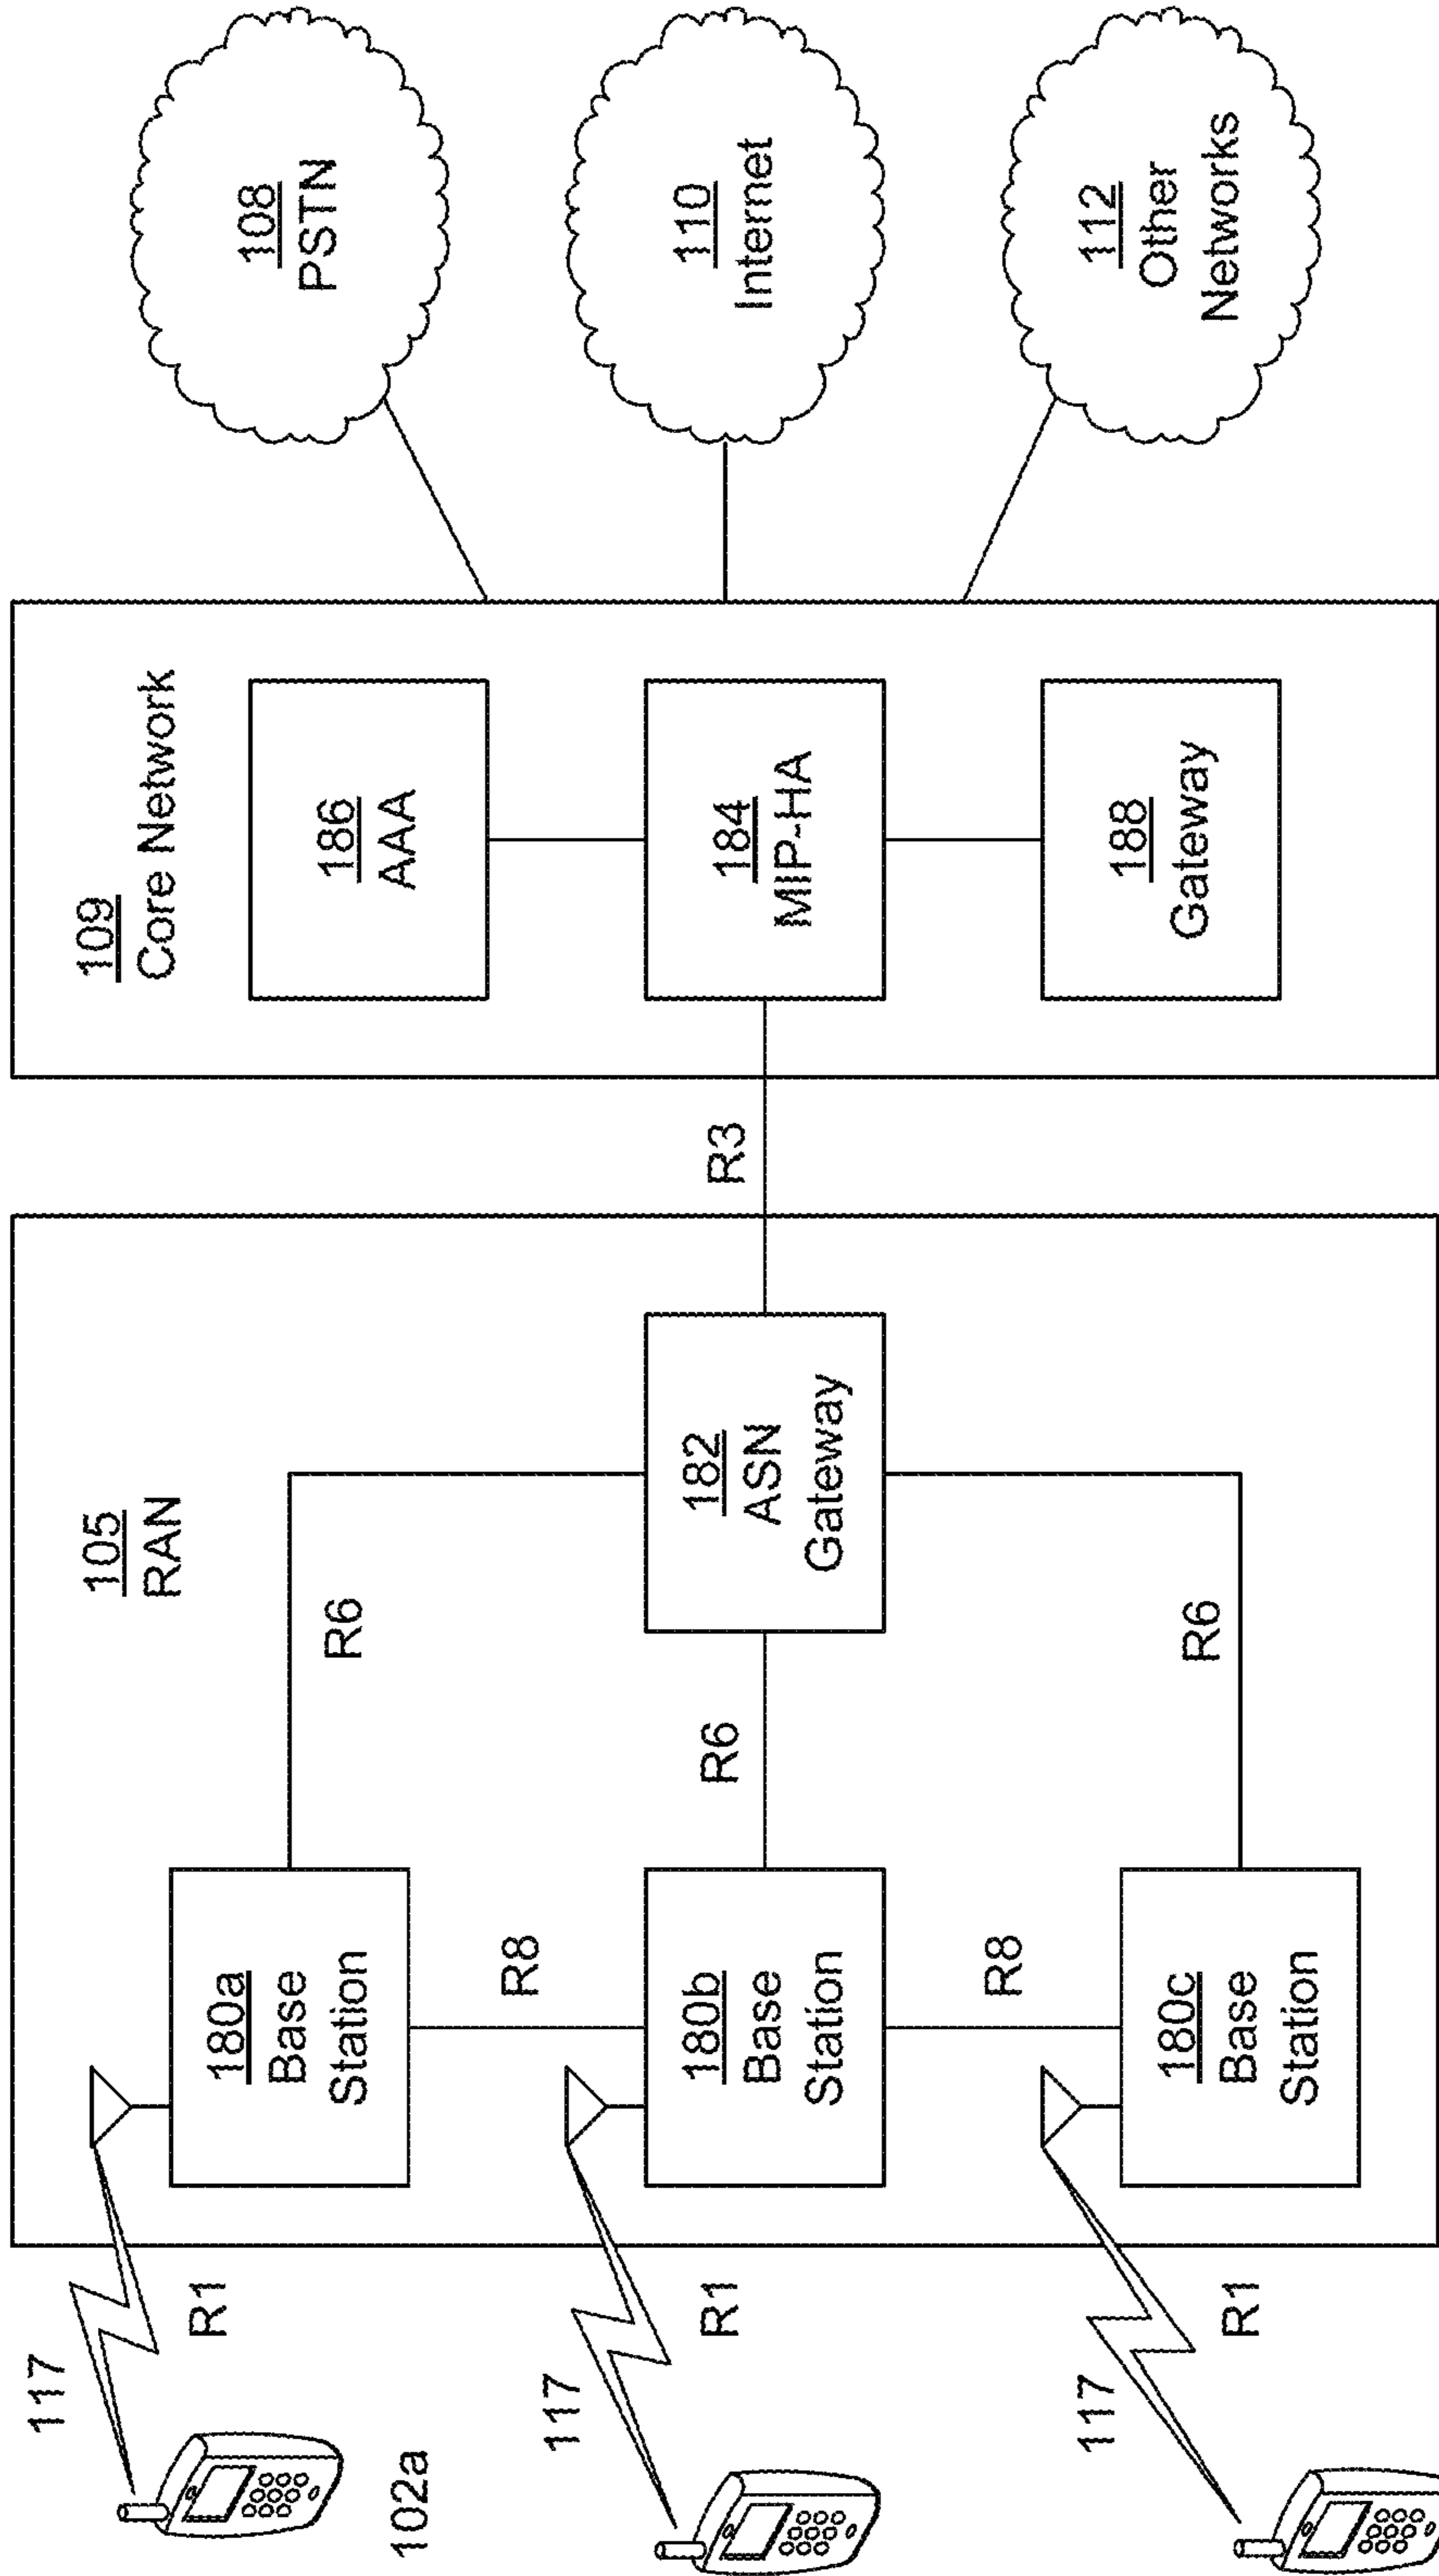 117
R1
102a
117
R1
117
R1
105
RAN
180a
Base
Station
R8
180b
Base
Station
R8
180c
Base
Station
R6
R6
R6
182
ASN
Gateway
R3
109
Core Network
186
AAA
184
MIP-HA
188
Gateway
108
PSTN
110
Internet
112
Other
Networks